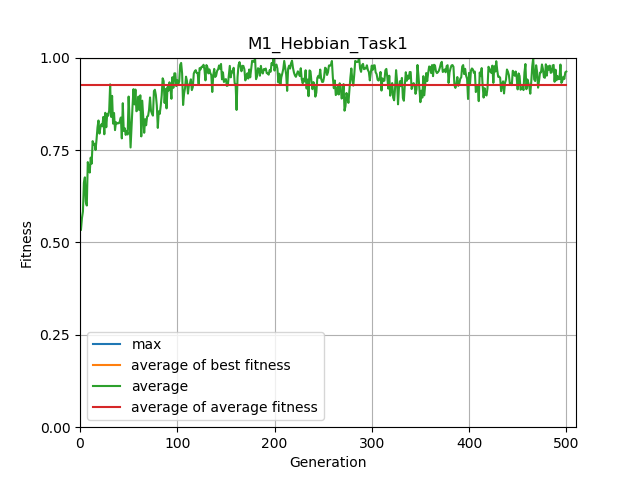 M1_Hebbian_Task1
1.00
0.75
0.50
0.25
0.00
Fitness
max
average of best fitness
average
average of average fitness
0 100 200 300 400 500
Generation